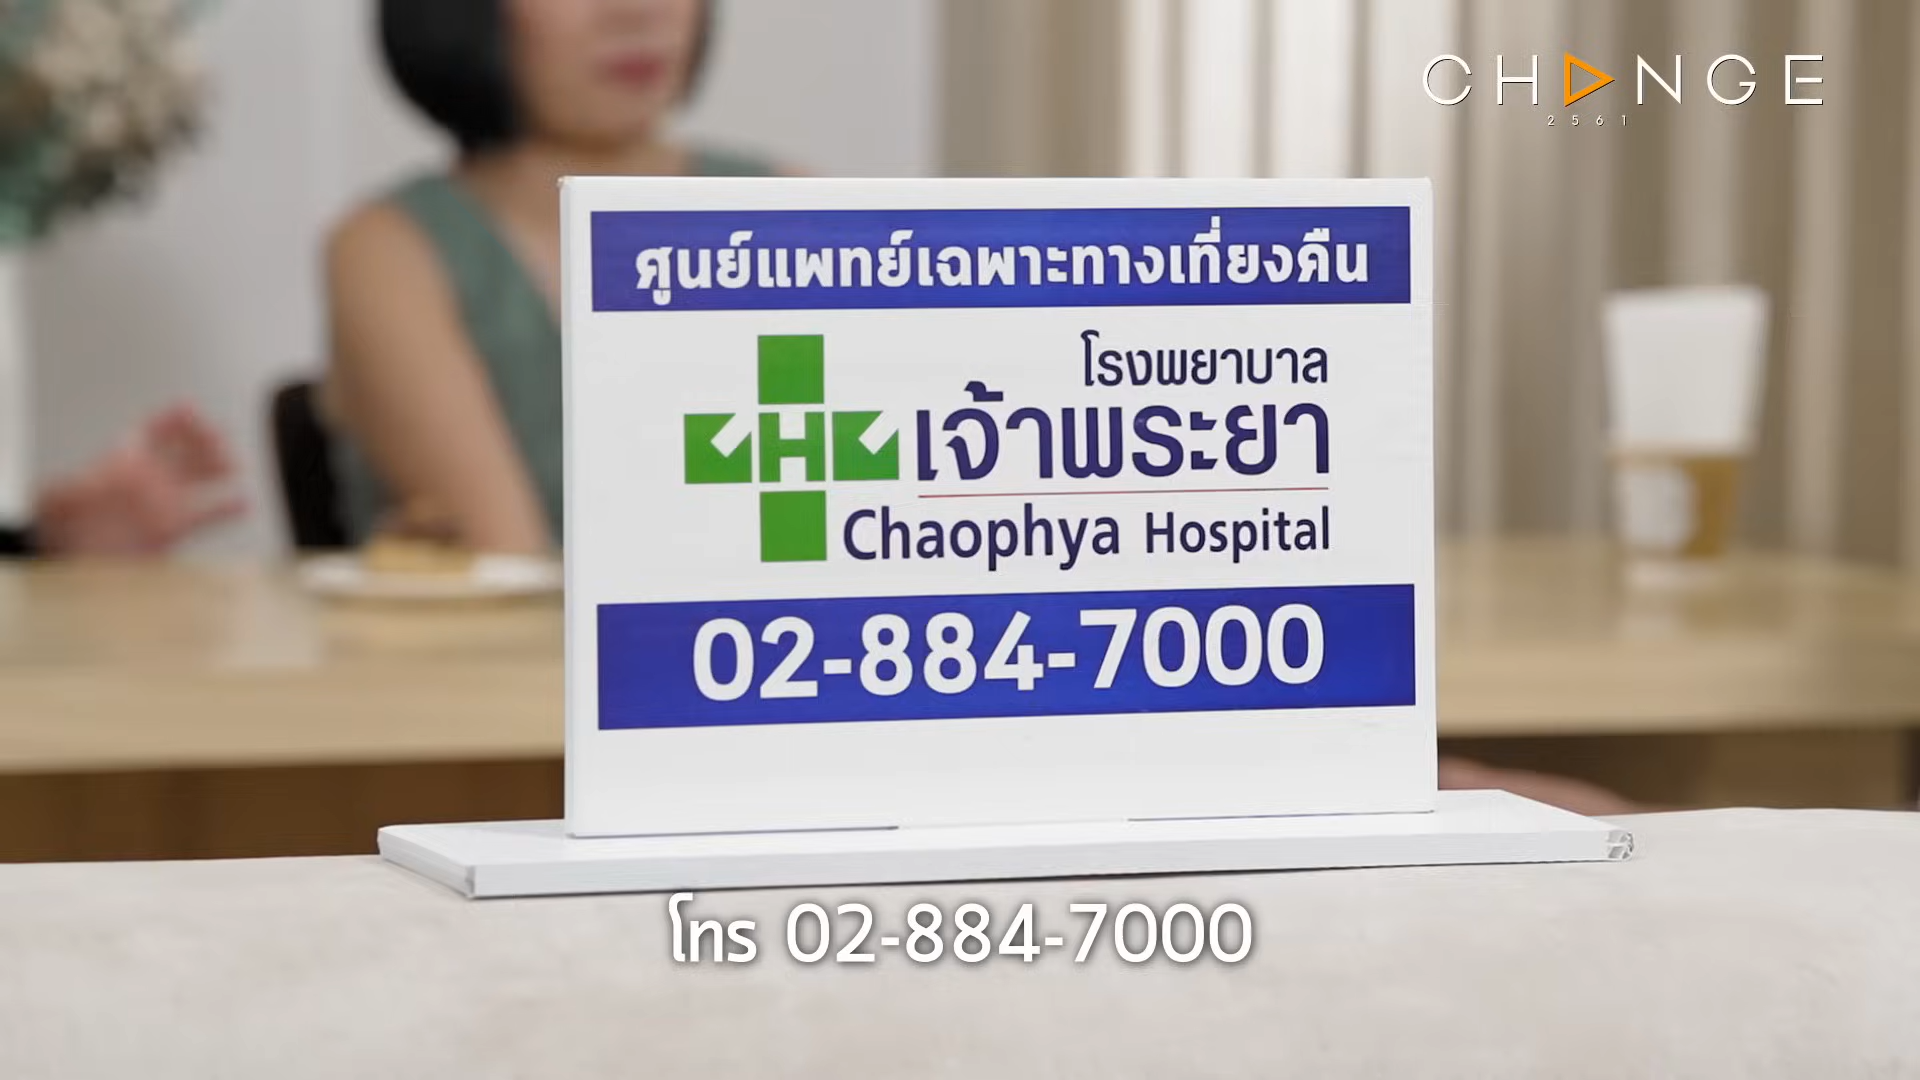 CHANGE
2561
ศูนย์แพทย์เฉพาะทางเที่ยงคืน
โรงพยาบาล
เจ้าพระยา
CHC
Chaophya Hospital
02-884-7000
โทร 02-884-7000